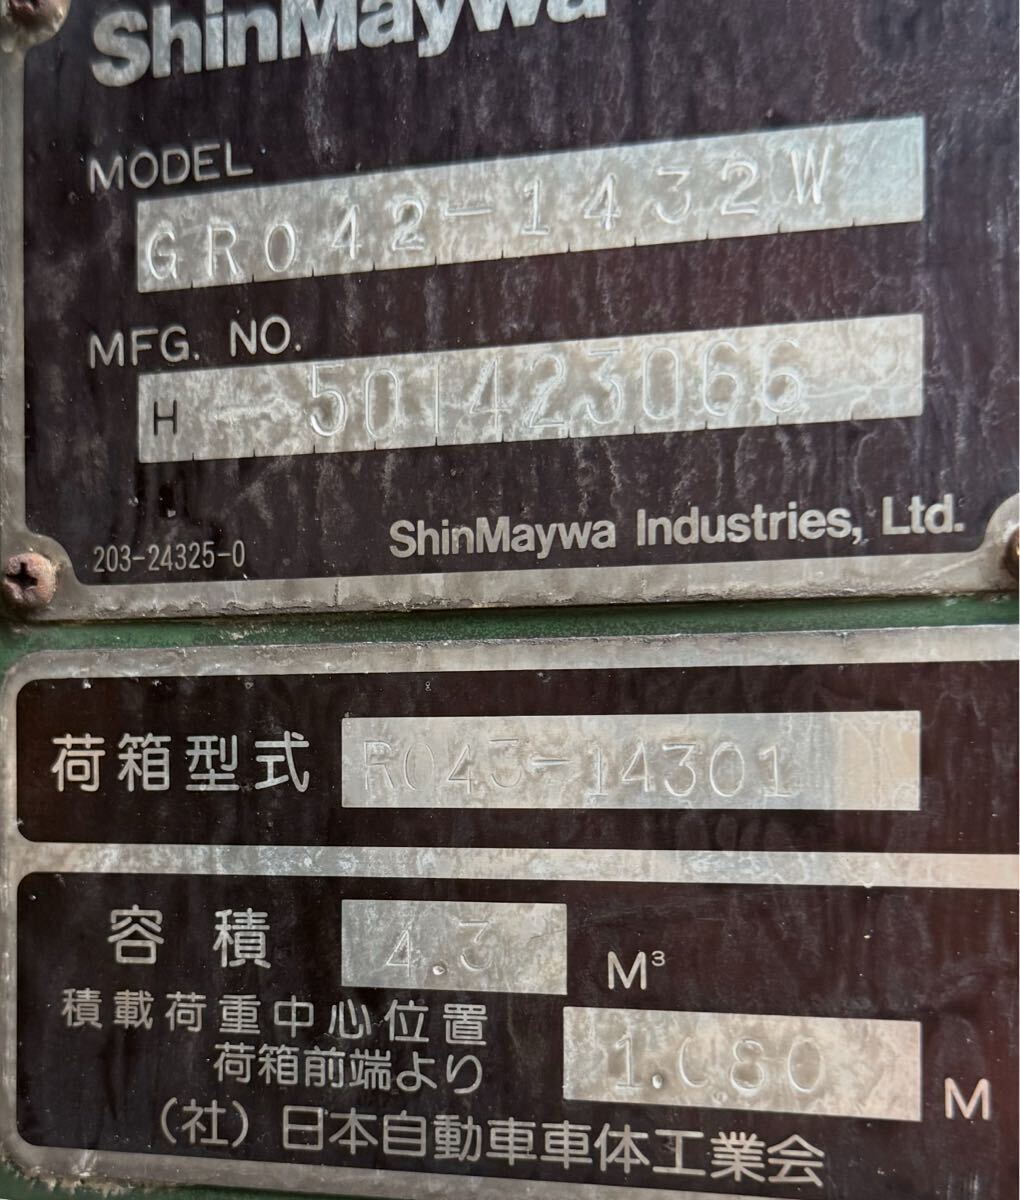 ShinMaywa
MODEL
GR042-1432W
MFG. NO.
H 501423066
203-24325-0 ShinMaywa Industries, Ltd.
荷箱型式 R043-14301
容積 4.3 M³
積載荷重中心位置
荷箱前端より 1.080 M
(社)日本自動車車体工業会